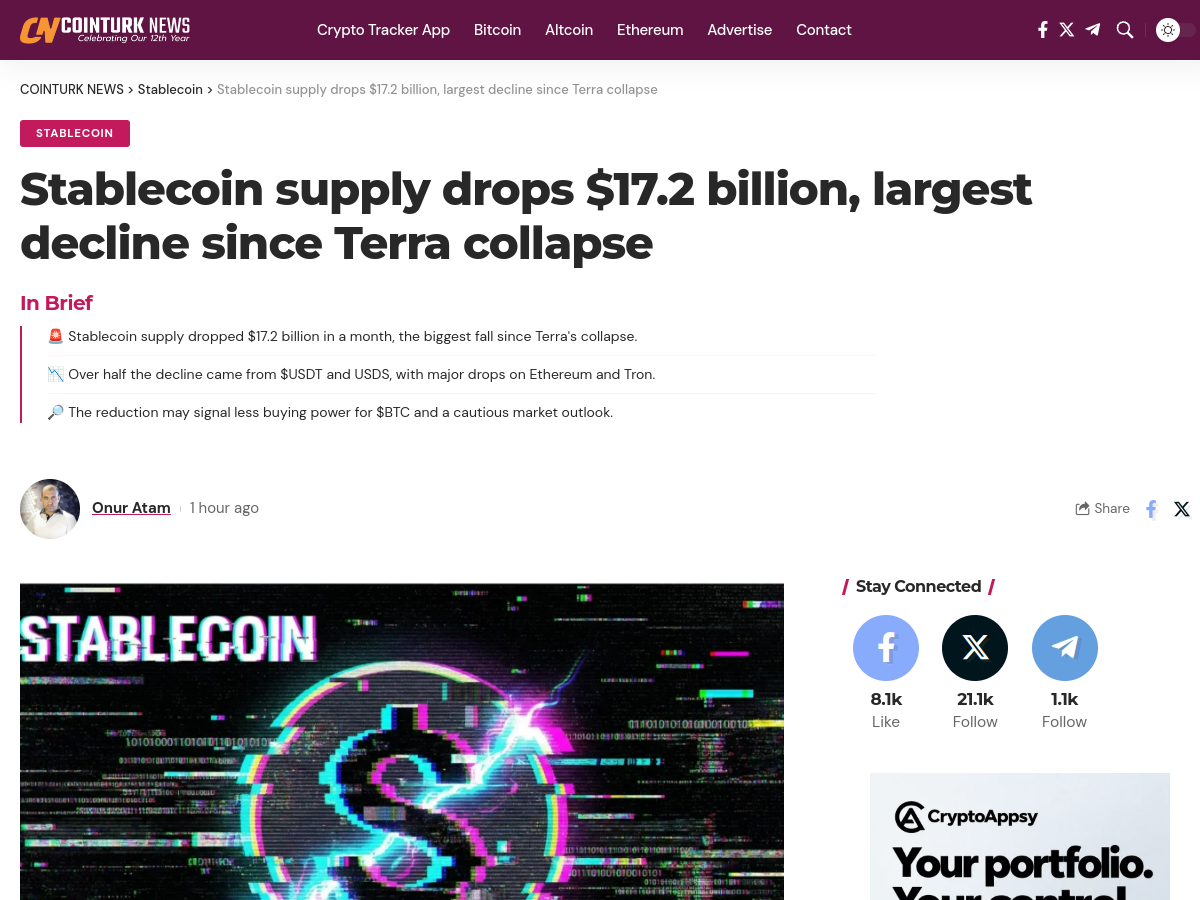 CN COINTURK NEWS
Celebrating Our 12th Year
Crypto Tracker App Bitcoin Altcoin Ethereum Advertise Contact
COINTURK NEWS > Stablecoin > Stablecoin supply drops $17.2 billion, largest decline since Terra collapse
STABLECOIN
Stablecoin supply drops $17.2 billion, largest
decline since Terra collapse
In Brief
🚨 Stablecoin supply dropped $17.2 billion in a month, the biggest fall since Terra's collapse.
📉 Over half the decline came from $USDT and USDS, with major drops on Ethereum and Tron.
🔎 The reduction may signal less buying power for $BTC and a cautious market outlook.
Onur Atam 1 hour ago
Share
STABLECOIN
Stay Connected
8.1k 21.1k 1.1k
Like Follow Follow
CryptoAppsy
Your portfolio.
Your control.